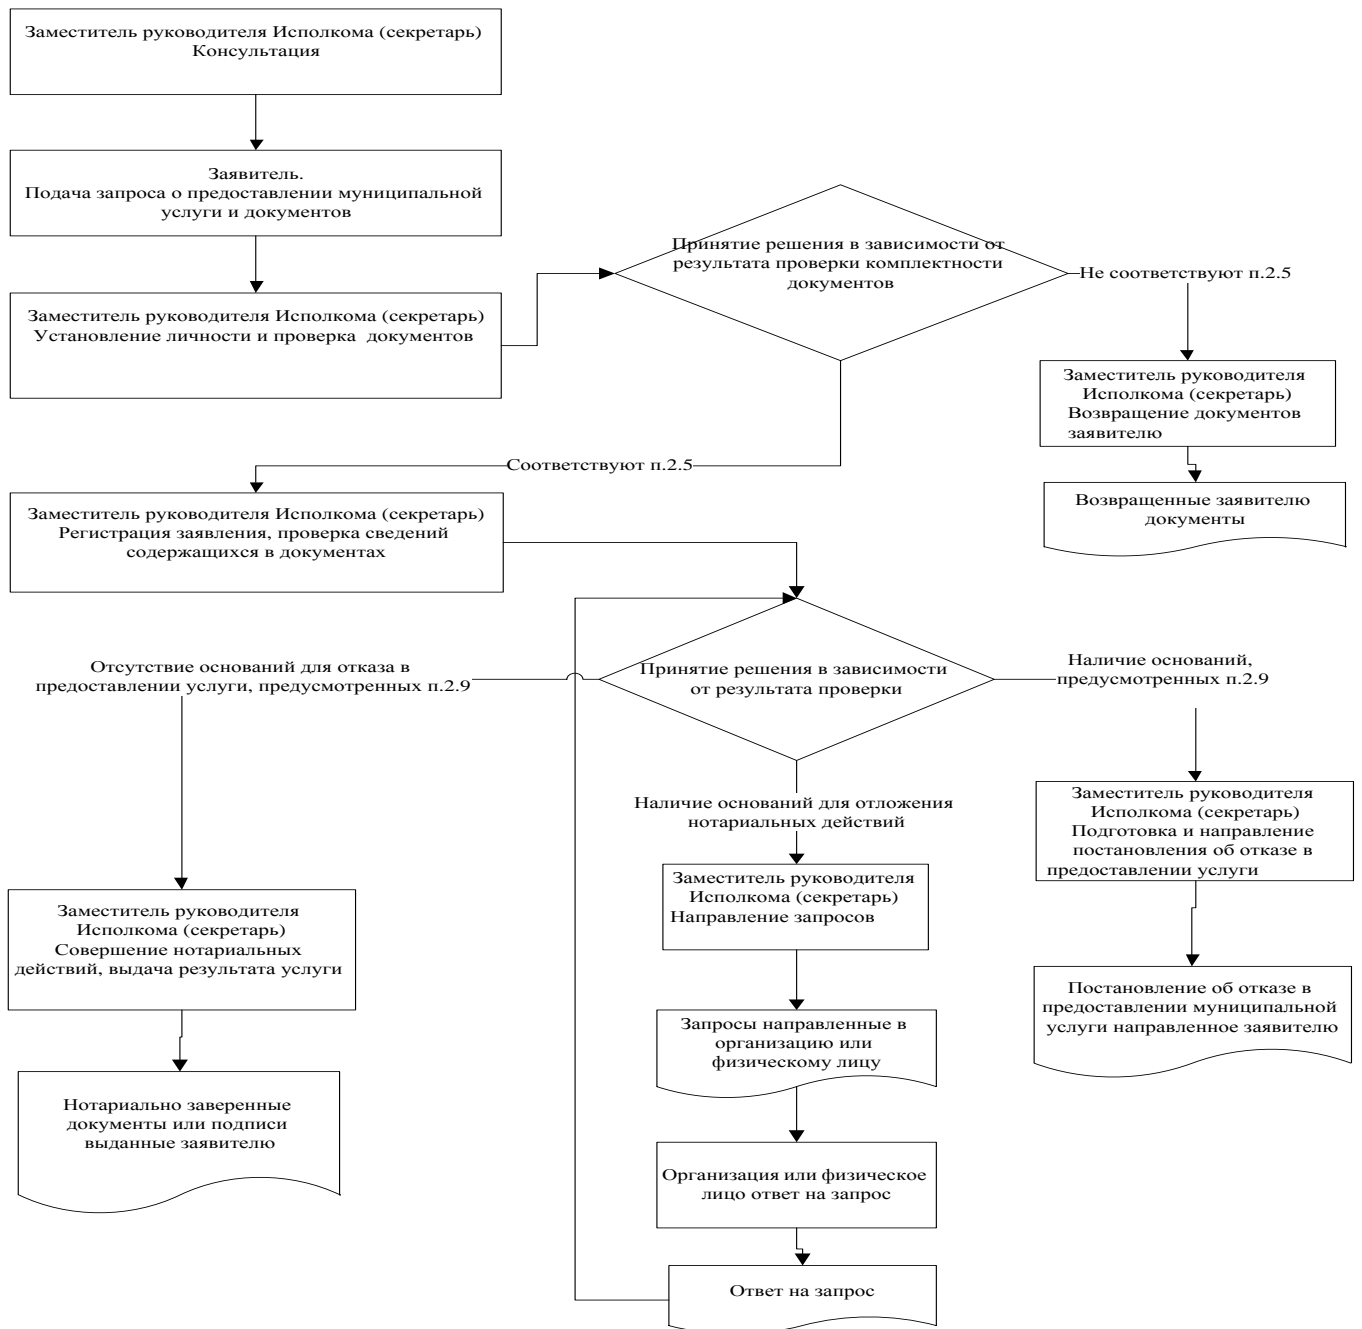 Заместитель руководителя Исполкома (секретарь)
Консультация
Заявитель.
Подача запроса о предоставлении муниципальной
услуги и документов
Заместитель руководителя Исполкома (секретарь)
Установление личности и проверка  документов
Принятие решения в зависимости от
результата проверки комплектности
документов
Не соответствуют п.2.5
Заместитель руководителя
Исполкома (секретарь)
Возвращение документов
заявителю
Возвращенные заявителю
документы
Соответствуют п.2.5
Заместитель руководителя Исполкома (секретарь)
Регистрация заявления, проверка сведений
содержащихся в документах
Принятие решения в зависимости
от результата проверки
Отсутствие оснований для отказа в
предоставлении услуги, предусмотренных п.2.9
Наличие оснований,
предусмотренных п.2.9
Наличие оснований для отложения
нотариальных действий
Заместитель руководителя
Исполкома (секретарь)
Подготовка и направление
постановления об отказе в
предоставлении услуги
Заместитель руководителя
Исполкома (секретарь)
Направление запросов
Заместитель руководителя
Исполкома (секретарь)
Совершение нотариальных
действий, выдача результата услуги
Постановление об отказе в
предоставлении муниципальной
услуги направленное заявителю
Запросы направленные в
организацию или
физическому лицу
Нотариально заверенные
документы или подписи
выданные заявителю
Организация или физическое
лицо ответ на запрос
Ответ на запрос